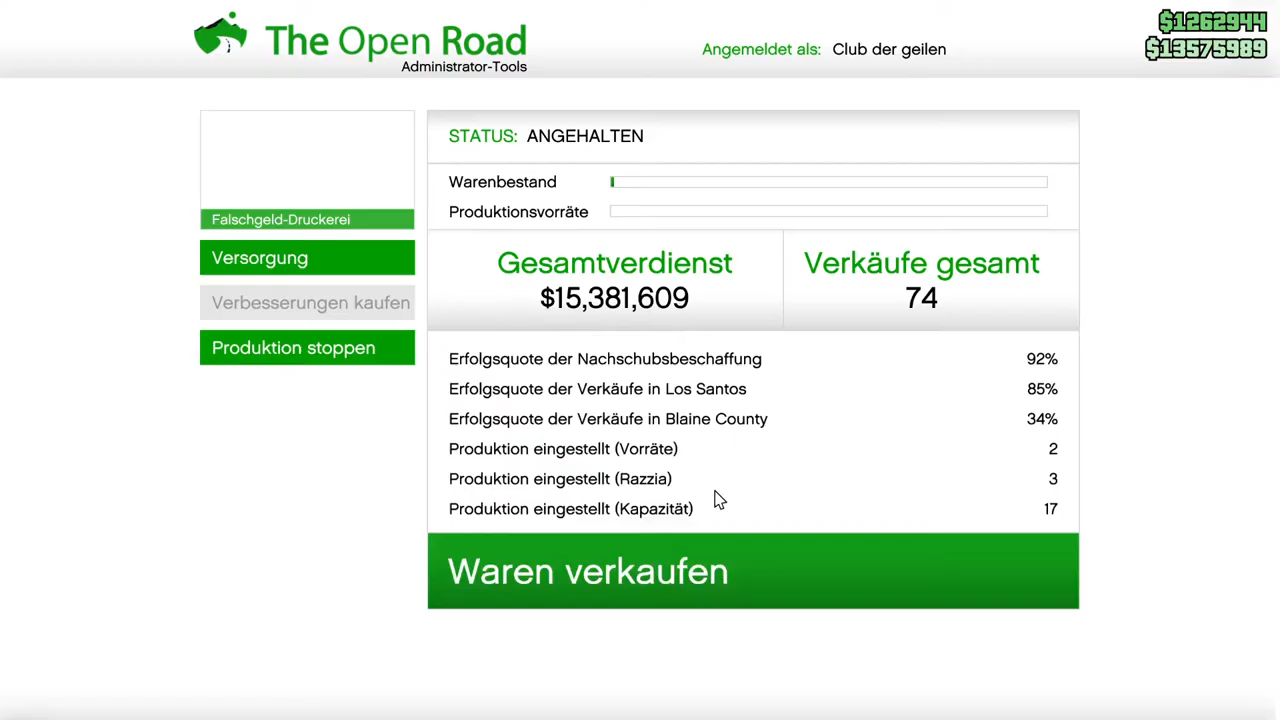 The Open Road
Administrator-Tools
Angemeldet als: Club der geilen
$1262944
$13575989
Falschgeld-Druckerei
Versorgung
Verbesserungen kaufen
Produktion stoppen
STATUS: ANGEHALTEN
Warenbestand
Produktionsvorräte
Gesamtverdienst
$15,381,609
Verkäufe gesamt
74
Erfolgsquote der Nachschubsbeschaffung 92%
Erfolgsquote der Verkäufe in Los Santos 85%
Erfolgsquote der Verkäufe in Blaine County 34%
Produktion eingestellt (Vorräte) 2
Produktion eingestellt (Razzia) 3
Produktion eingestellt (Kapazität) 17
Waren verkaufen